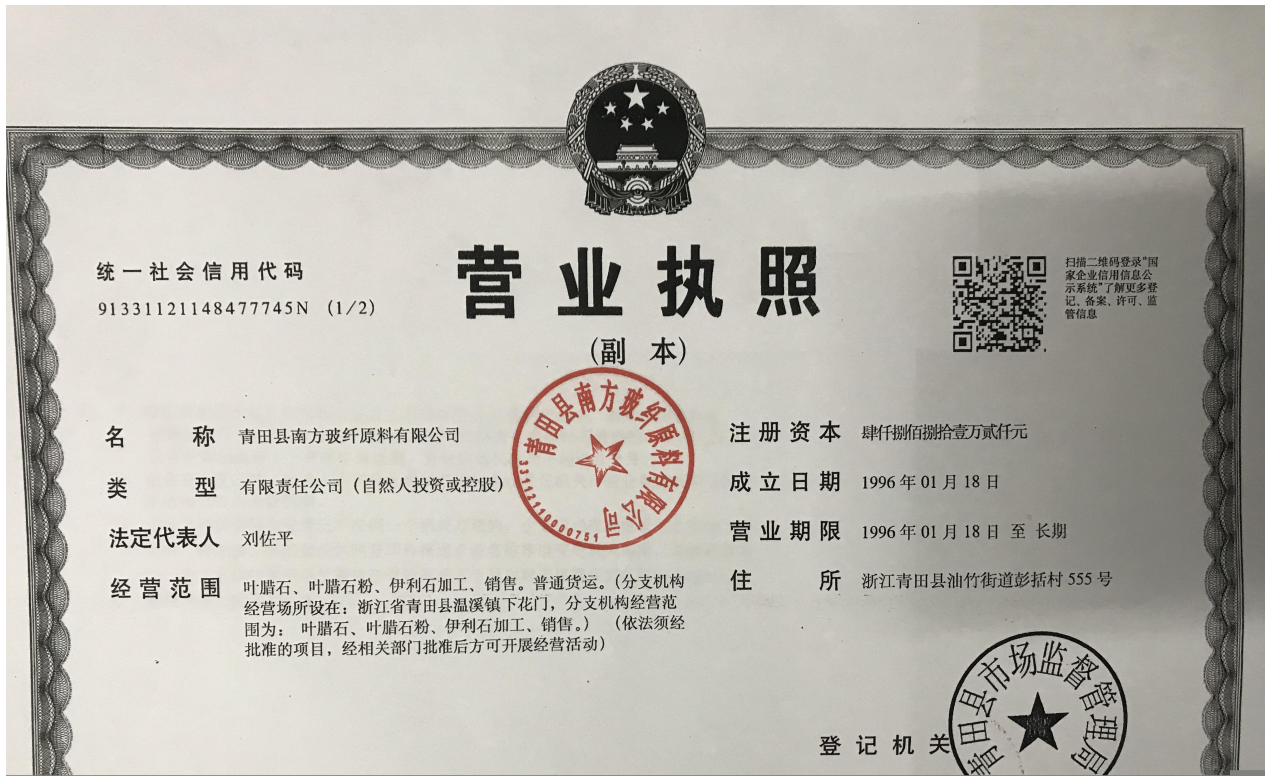 统一社会信用代码
91331121148477745N (1/2)
营业执照
(副 本)
扫描二维码登录“国
家企业信用信息公
示系统”了解更多登
记、备案、许可、监
管信息
名 称 青田县南方玻纤原料有限公司
类 型 有限责任公司（自然人投资或控股）
法定代表人 刘佐平
经营范围 叶腊石、叶腊石粉、伊利石加工、销售。普通货运。（分支机构
经营场所设在：浙江省青田县温溪镇下花门，分支机构经营范
围为： 叶腊石、叶腊石粉、伊利石加工、销售。）（依法须经
批准的项目，经相关部门批准后方可开展经营活动）
青田县南方玻纤原料有限公司
33112110000751
注册资本 肆仟捌佰捌拾壹万贰仟元
成立日期 1996年01月18日
营业期限 1996年01月18日 至 长期
住 所 浙江青田县油竹街道彭括村555号
登记机关
青田县市场监督管理局